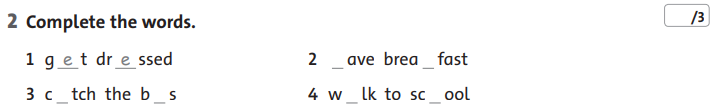 2 Complete the words.
/3
1 g e t dr e ssed
2 _ ave brea _ fast
3 c _ tch the b _ s
4 w _ lk to sc _ ool